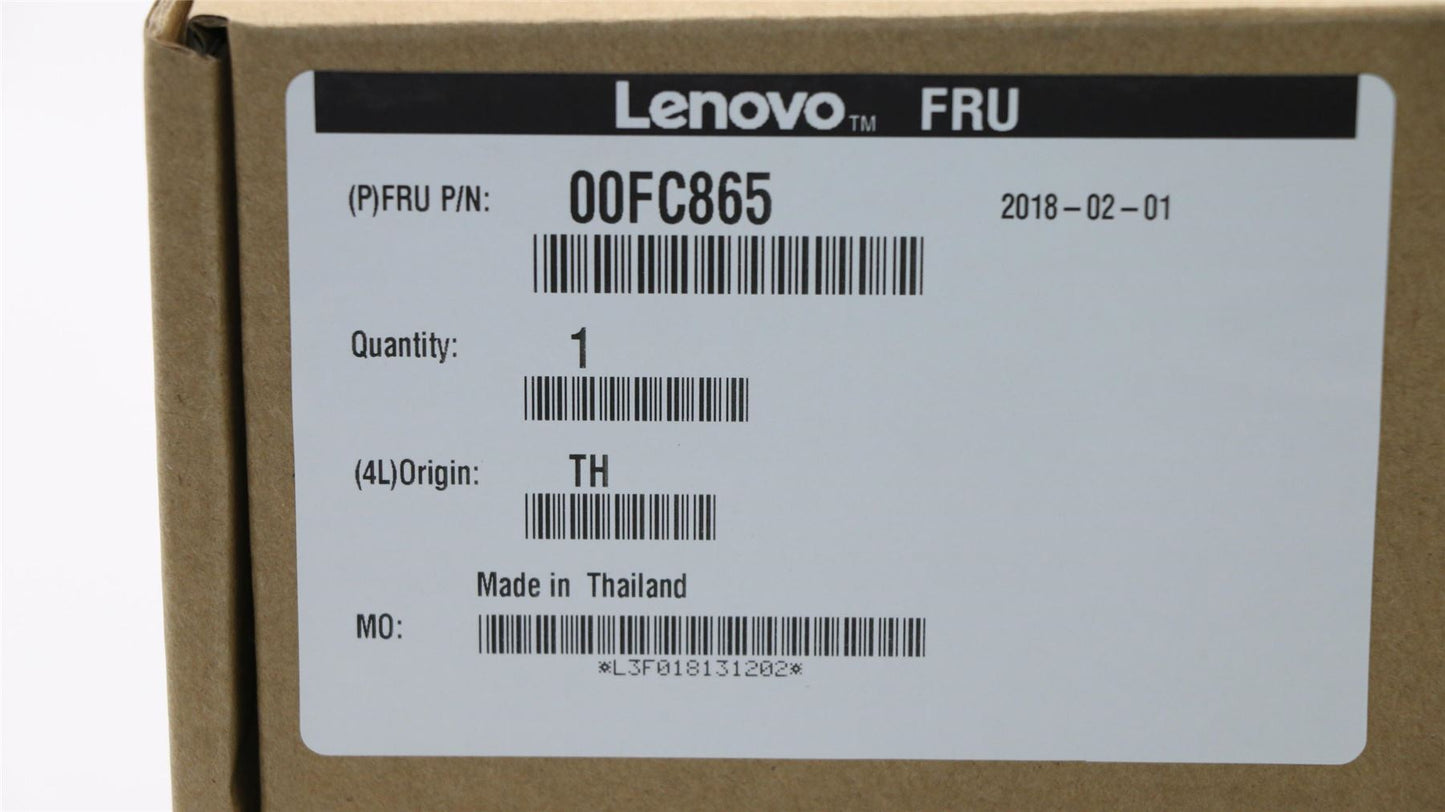 Lenovo™ FRU
(P)FRU P/N: 00FC865 2018-02-01
Quantity: 1
(4L)Origin: TH
Made in Thailand
MO:
*L3F018131202*